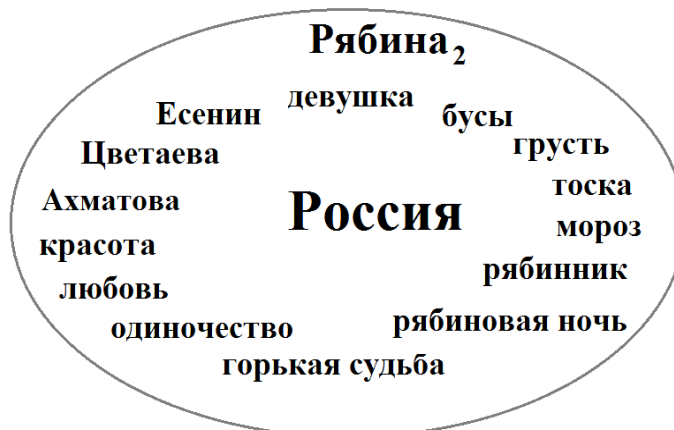 Рябина₂
девушка
Есенин
бусы
Цветаева
грусть
Ахматова
Россия
тоска
мороз
красота
рябинник
любовь
одиночество
рябиновая ночь
горькая судьба